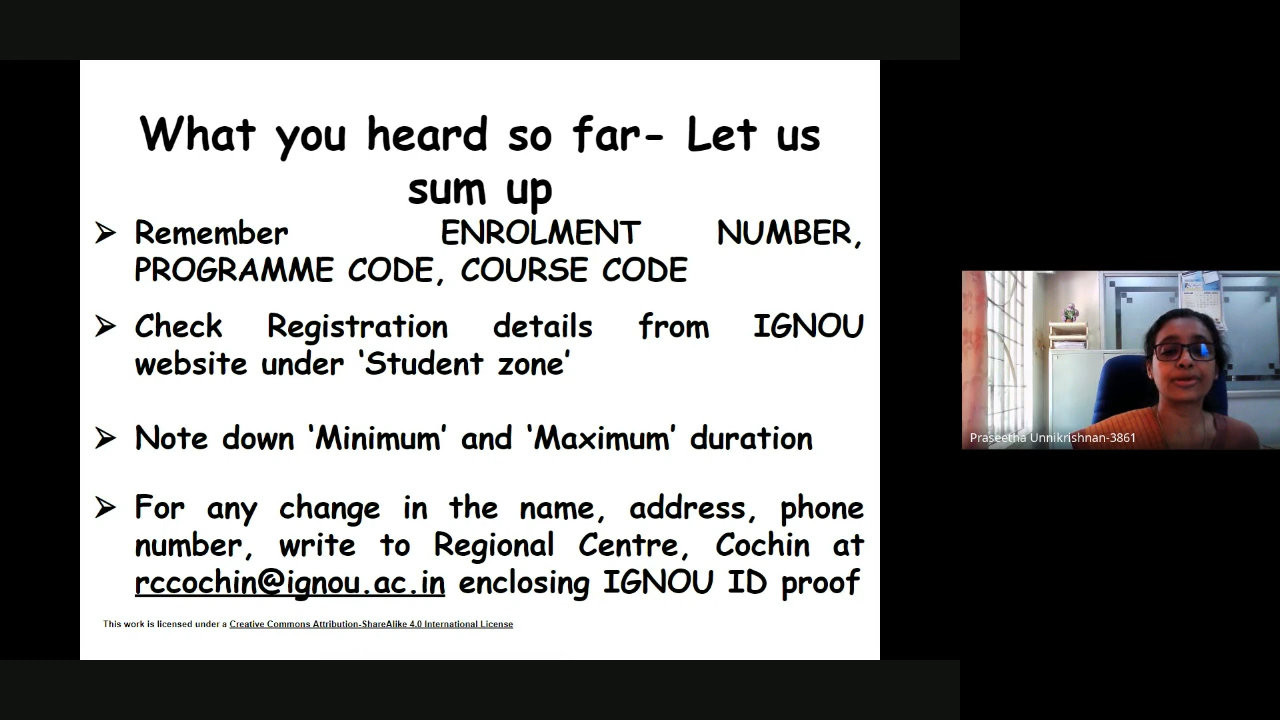 What you heard so far- Let us
sum up
➢ Remember ENROLMENT NUMBER,
PROGRAMME CODE, COURSE CODE
➢ Check Registration details from IGNOU
website under ‘Student zone’
➢ Note down ‘Minimum’ and ‘Maximum’ duration
➢ For any change in the name, address, phone
number, write to Regional Centre, Cochin at
rccochin@ignou.ac.in enclosing IGNOU ID proof
This work is licensed under a Creative Commons Attribution-ShareAlike 4.0 International License
Praseetha Unnikrishnan-3861